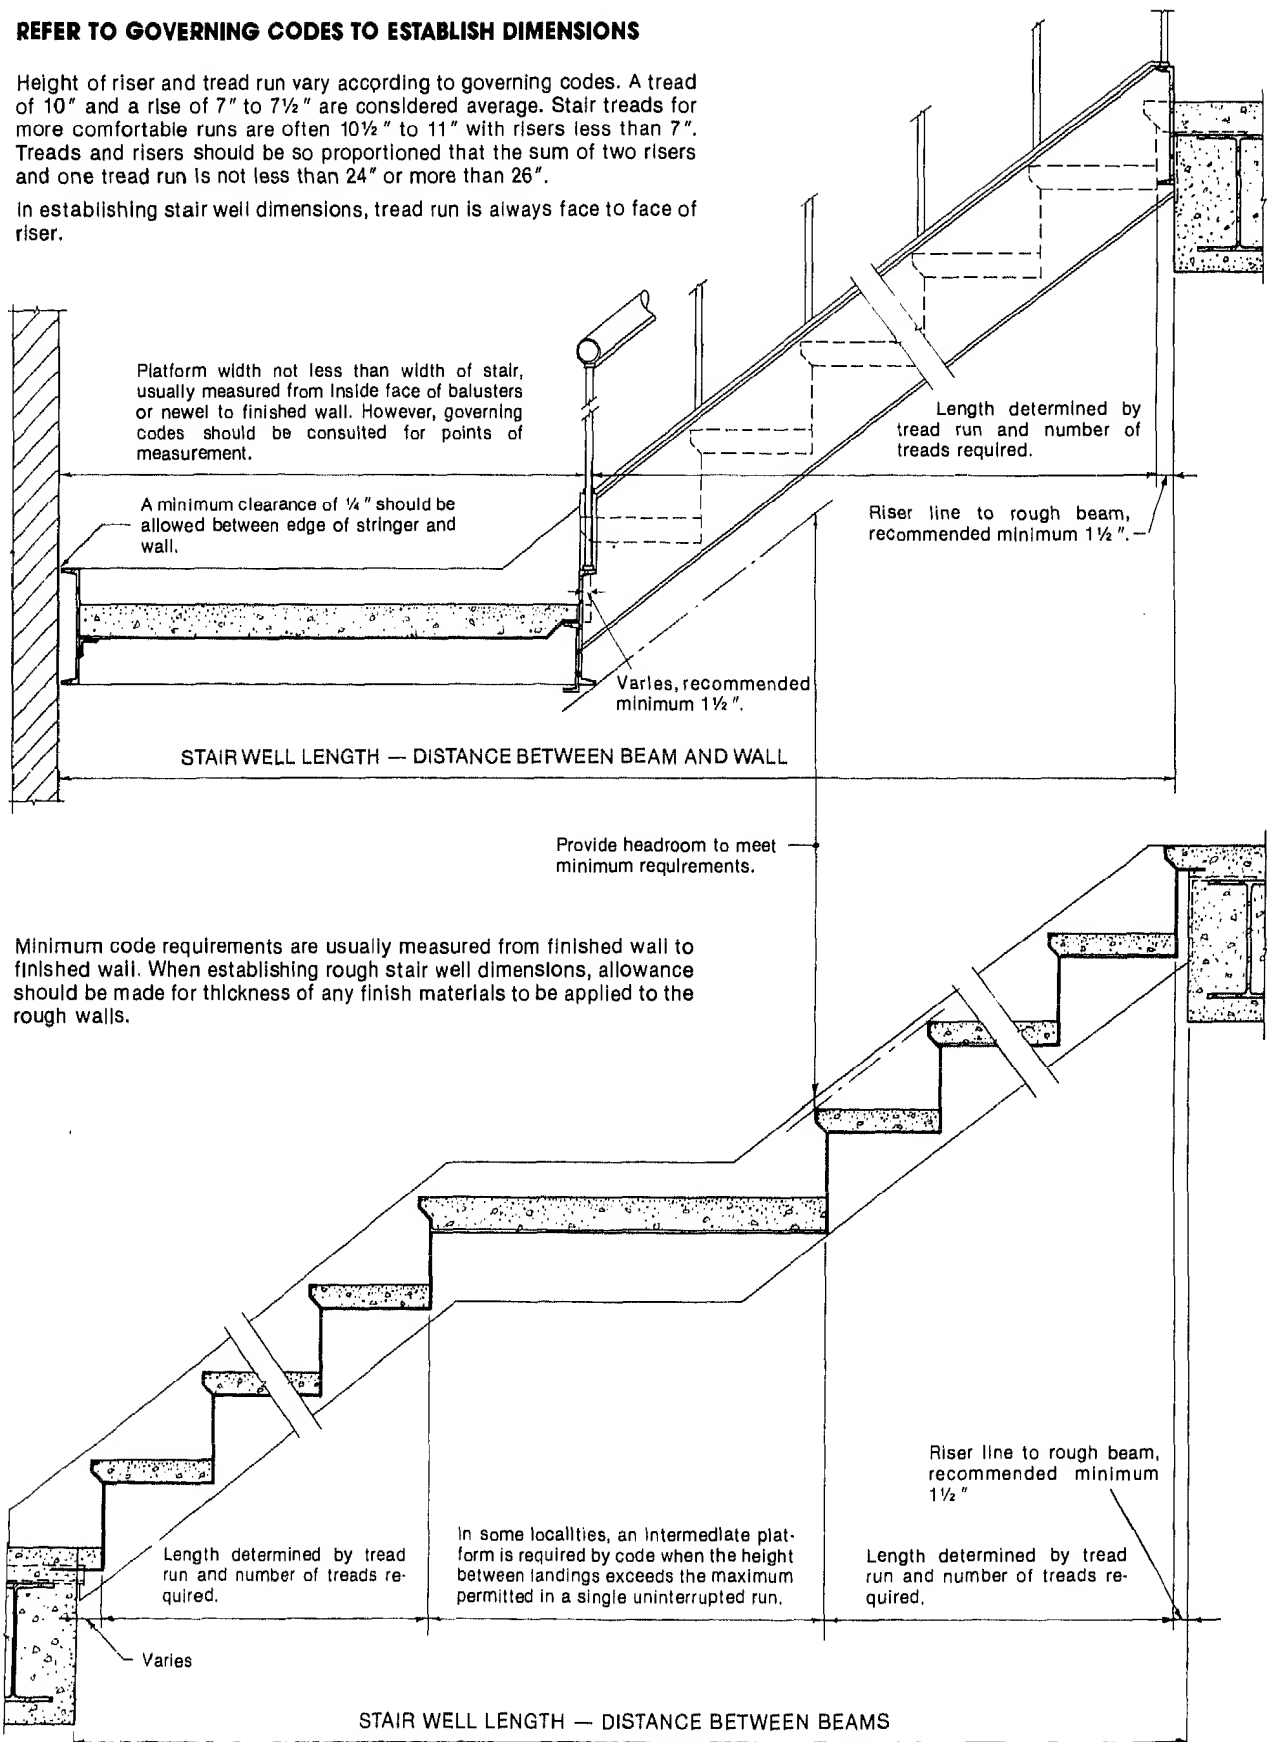 REFER TO GOVERNING CODES TO ESTABLISH DIMENSIONS
Height of riser and tread run vary according to governing codes. A tread
of 10" and a rise of 7" to 7½" are considered average. Stair treads for
more comfortable runs are often 10½" to 11" with risers less than 7".
Treads and risers should be so proportioned that the sum of two risers
and one tread run is not less than 24" or more than 26".
In establishing stair well dimensions, tread run is always face to face of
riser.
Platform width not less than width of stair,
usually measured from inside face of balusters
or newel to finished wall. However, governing
codes should be consulted for points of
measurement.
Length determined by
tread run and number of
treads required.
A minimum clearance of ¼" should be
allowed between edge of stringer and
wall.
Riser line to rough beam,
recommended minimum 1½".
Varies, recommended
minimum 1½".
STAIR WELL LENGTH — DISTANCE BETWEEN BEAM AND WALL
Provide headroom to meet
minimum requirements.
Minimum code requirements are usually measured from finished wall to
finished wall. When establishing rough stair well dimensions, allowance
should be made for thickness of any finish materials to be applied to the
rough walls.
Riser line to rough beam,
recommended minimum
1½"
Length determined by tread
run and number of treads re-
quired.
In some localities, an intermediate plat-
form is required by code when the height
between landings exceeds the maximum
permitted in a single uninterrupted run.
Length determined by tread
run and number of treads re-
quired.
Varies
STAIR WELL LENGTH — DISTANCE BETWEEN BEAMS